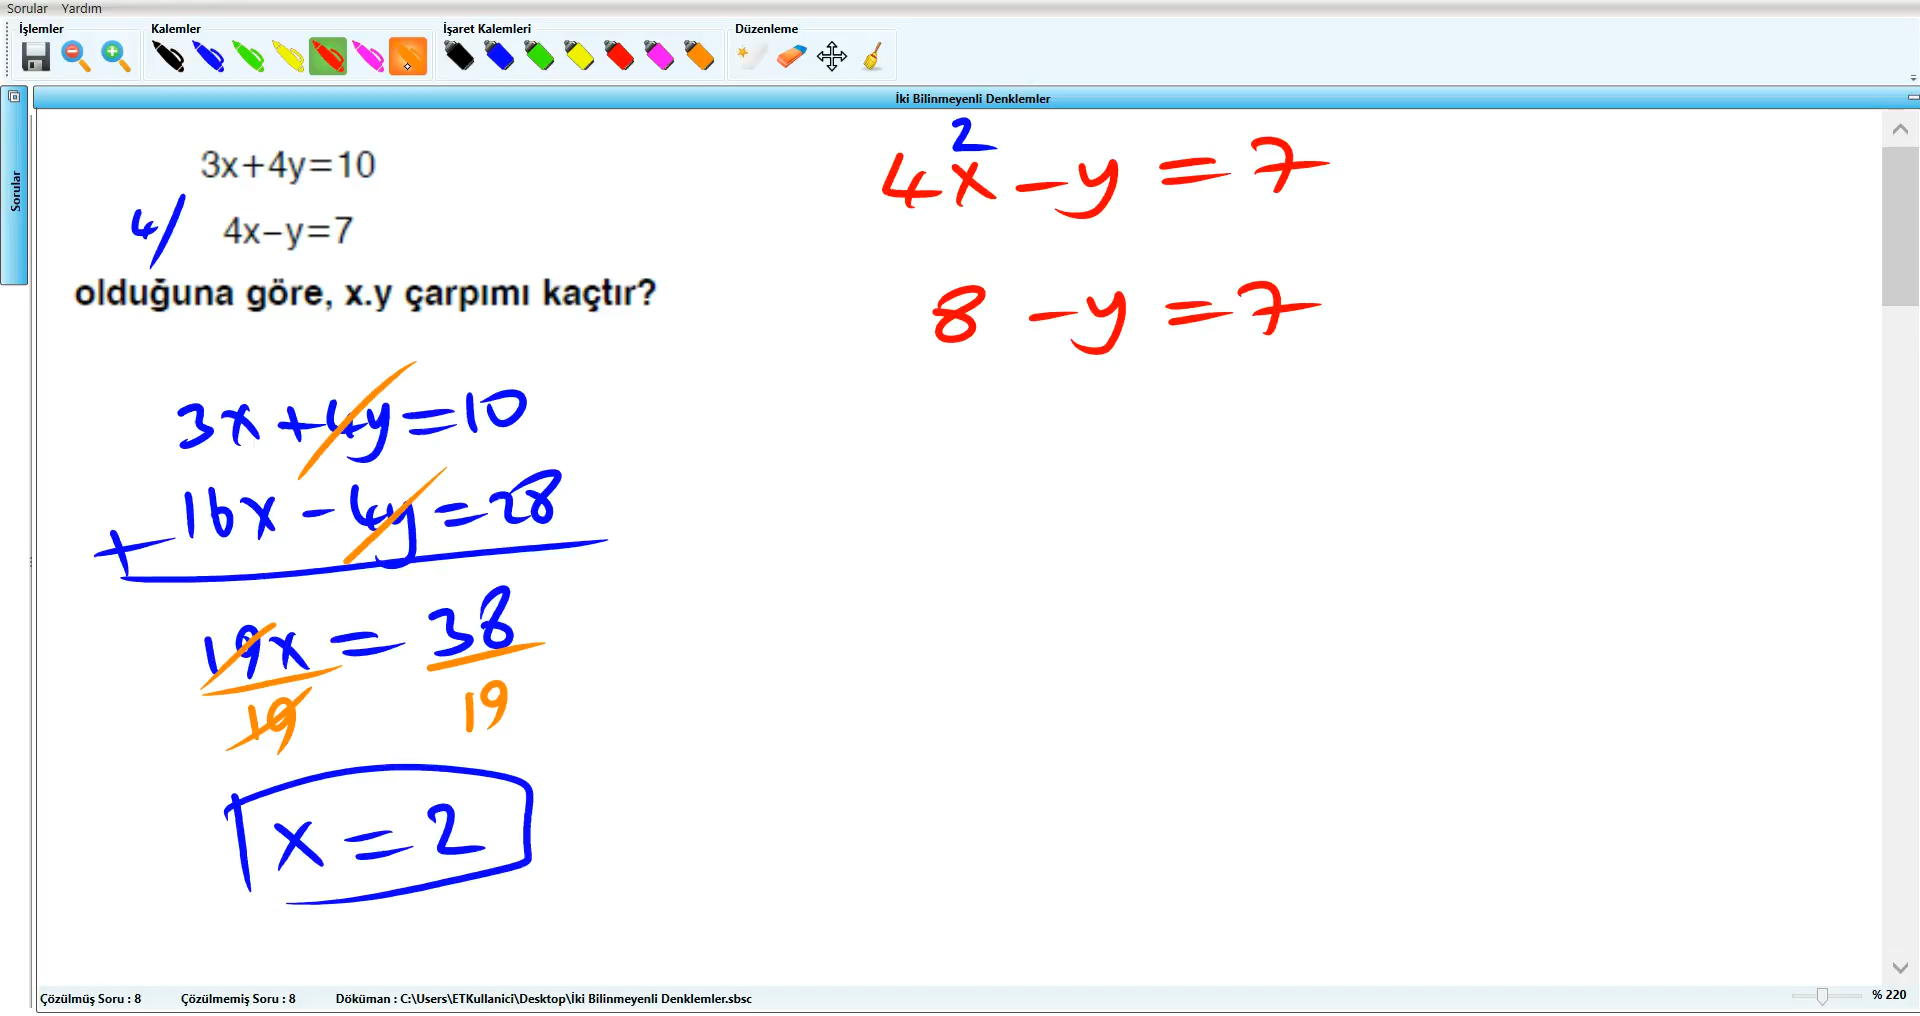 Sorular Yardım
İşlemler Kalemler İşaret Kalemleri Düzenleme
İki Bilinmeyenli Denklemler
Sorular
3x+4y=10
4/ 4x−y=7
olduğuna göre, x.y çarpımı kaçtır?
3x+4y=10
+ 16x−4y=28
19x = 38
19 19
x=2
2
4x−y=7
8−y=7
Çözülmüş Soru : 8 Çözülmemiş Soru : 8 Döküman : C:\Users\ETKullanici\Desktop\İki Bilinmeyenli Denklemler.sbsc % 220